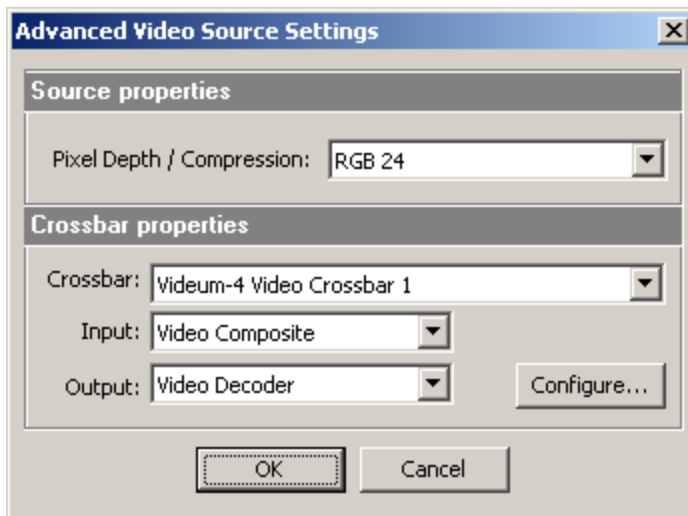 Advanced Video Source Settings
Source properties
Pixel Depth / Compression: RGB 24
Crossbar properties
Crossbar: Videum-4 Video Crossbar 1
Input: Video Composite
Output: Video Decoder Configure...
OK Cancel